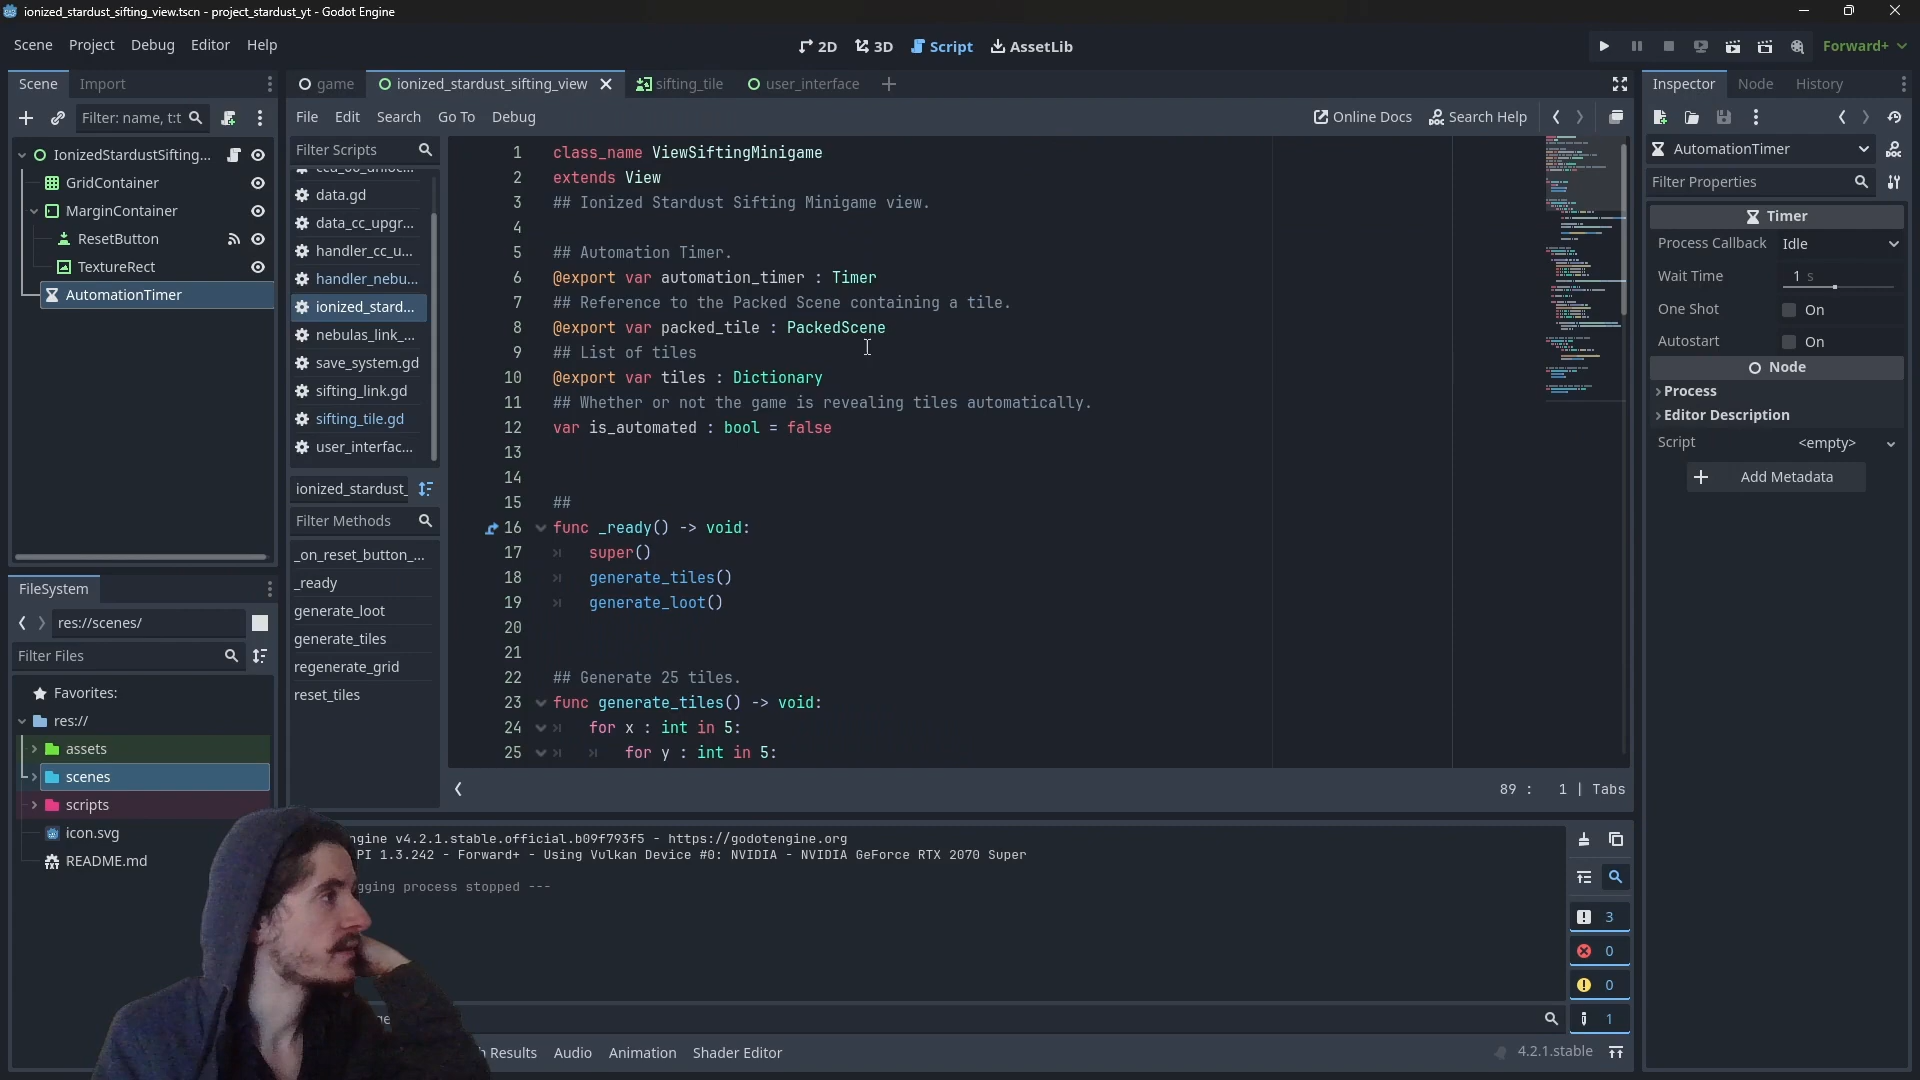 ionized_stardust_sifting_view.tscn - project_stardust_yt - Godot Engine
Scene Project Debug Editor Help
2D 3D Script AssetLib
Forward+
Scene Import
game ionized_stardust_sifting_view sifting_tile user_interface
Inspector Node History
Filter: name, t:t
File Edit Search Go To Debug
Online Docs Search Help
IonizedStardustSifting...
GridContainer
MarginContainer
ResetButton
TextureRect
AutomationTimer
Filter Scripts
data.gd
data_cc_upgr...
handler_cc_u...
handler_nebu...
ionized_stard...
nebulas_link_...
save_system.gd
sifting_link.gd
sifting_tile.gd
user_interfac...
ionized_stardust_
Filter Methods
_on_reset_button_...
_ready
generate_loot
generate_tiles
regenerate_grid
reset_tiles
1 class_name ViewSiftingMinigame
2 extends View
3 ## Ionized Stardust Sifting Minigame view.
4
5 ## Automation Timer.
6 @export var automation_timer : Timer
7 ## Reference to the Packed Scene containing a tile.
8 @export var packed_tile : PackedScene
9 ## List of tiles
10 @export var tiles : Dictionary
11 ## Whether or not the game is revealing tiles automatically.
12 var is_automated : bool = false
13
14
15 ##
16 func _ready() -> void:
17 super()
18 generate_tiles()
19 generate_loot()
20
21
22 ## Generate 25 tiles.
23 func generate_tiles() -> void:
24 for x : int in 5:
25 for y : int in 5:
89 : 1 | Tabs
AutomationTimer
Filter Properties
Timer
Process Callback Idle
Wait Time 1 s
One Shot On
Autostart On
Node
Process
Editor Description
Script <empty>
Add Metadata
FileSystem
res://scenes/
Filter Files
Favorites:
res://
assets
scenes
scripts
icon.svg
README.md
ngine v4.2.1.stable.official.b09f793f5 - https://godotengine.org
PI 1.3.242 - Forward+ - Using Vulkan Device #0: NVIDIA - NVIDIA GeForce RTX 2070 Super
gging process stopped ---
3
0
0
1
h Results Audio Animation Shader Editor
4.2.1.stable